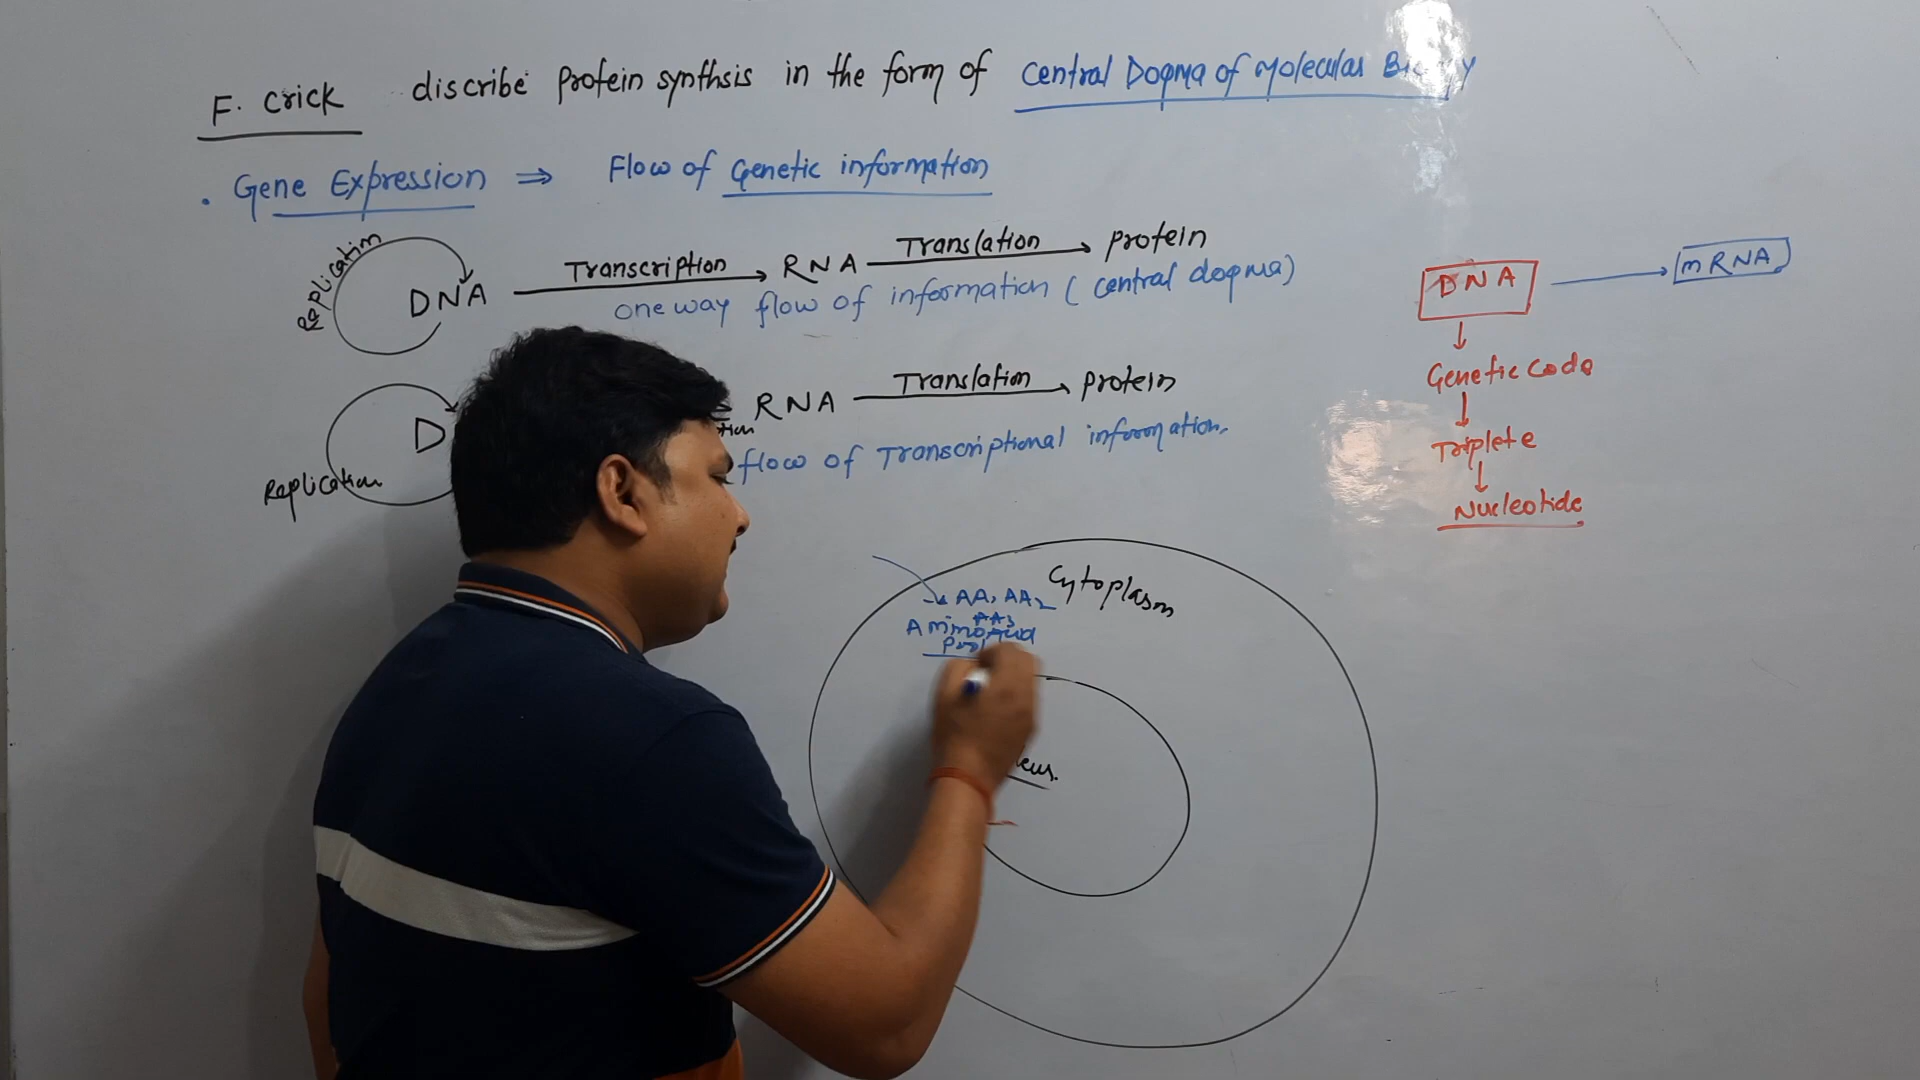 F. Crick discribe protein synthsis in the form of Central Dogma of Molecular
. Gene Expression ⇒ Flow of Genetic information
Replication
DNA Transcription → RNA Translation → protein
one way flow of information ( central dogma)
D RNA Translation → protein
Replication
flow of Transcriptional information.
DNA → mRNA
↓
Genetic Code
↓
Triplete
↓
Nucleotide
Cytoplasm
AA, AA2
AA3
Amino Acid